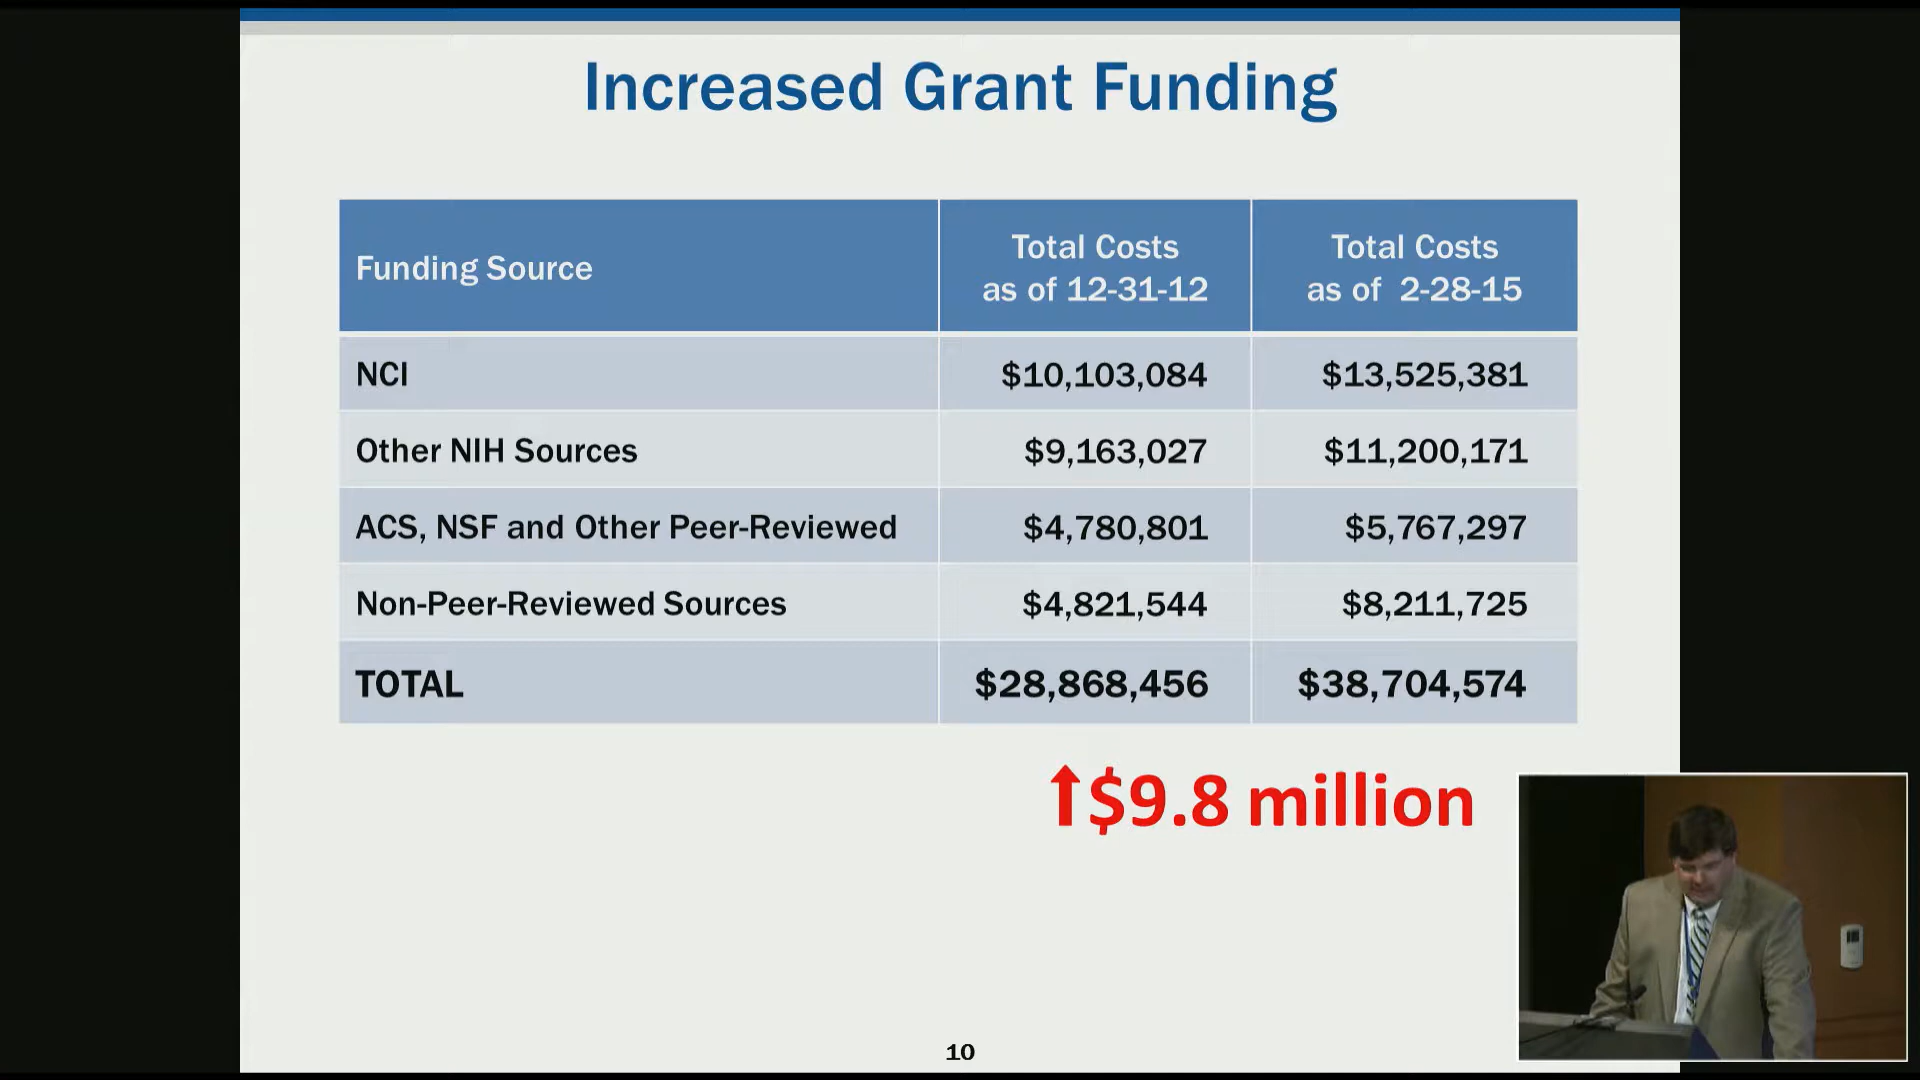 Increased Grant Funding
Funding Source
Total Costs
as of 12-31-12
Total Costs
as of 2-28-15
NCI $10,103,084 $13,525,381
Other NIH Sources $9,163,027 $11,200,171
ACS, NSF and Other Peer-Reviewed $4,780,801 $5,767,297
Non-Peer-Reviewed Sources $4,821,544 $8,211,725
TOTAL $28,868,456 $38,704,574
↑$9.8 million
10